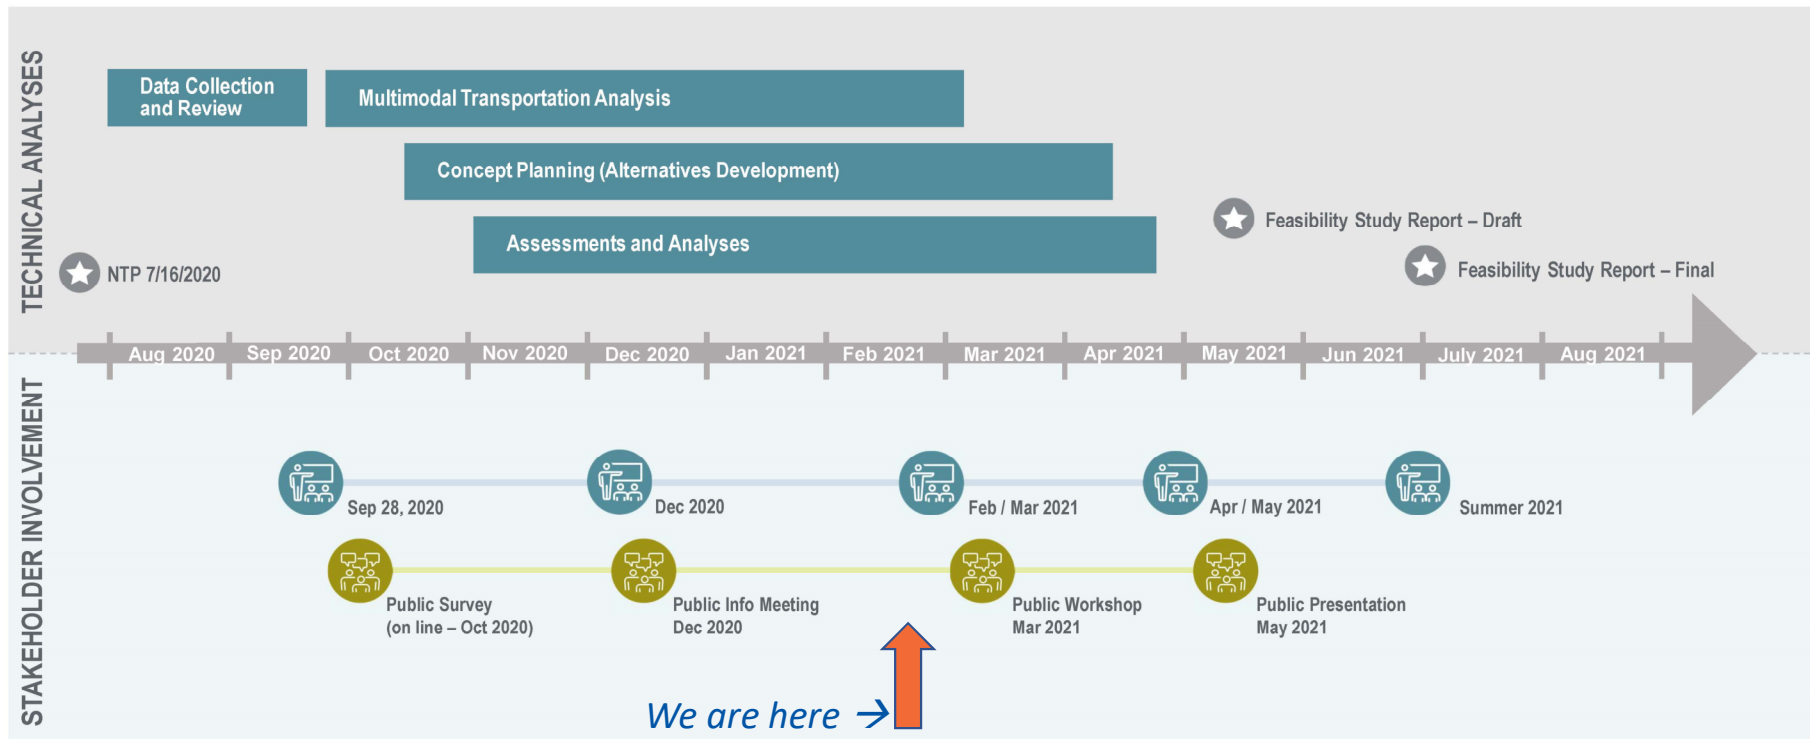 TECHNICAL ANALYSES
Data Collection
and Review
Multimodal Transportation Analysis
Concept Planning (Alternatives Development)
Assessments and Analyses
Feasibility Study Report – Draft
Feasibility Study Report – Final
NTP 7/16/2020
Aug 2020 Sep 2020 Oct 2020 Nov 2020 Dec 2020 Jan 2021 Feb 2021 Mar 2021 Apr 2021 May 2021 Jun 2021 July 2021 Aug 2021
STAKEHOLDER INVOLVEMENT
Sep 28, 2020
Dec 2020
Feb / Mar 2021
Apr / May 2021
Summer 2021
Public Survey
(on line – Oct 2020)
Public Info Meeting
Dec 2020
Public Workshop
Mar 2021
Public Presentation
May 2021
We are here →